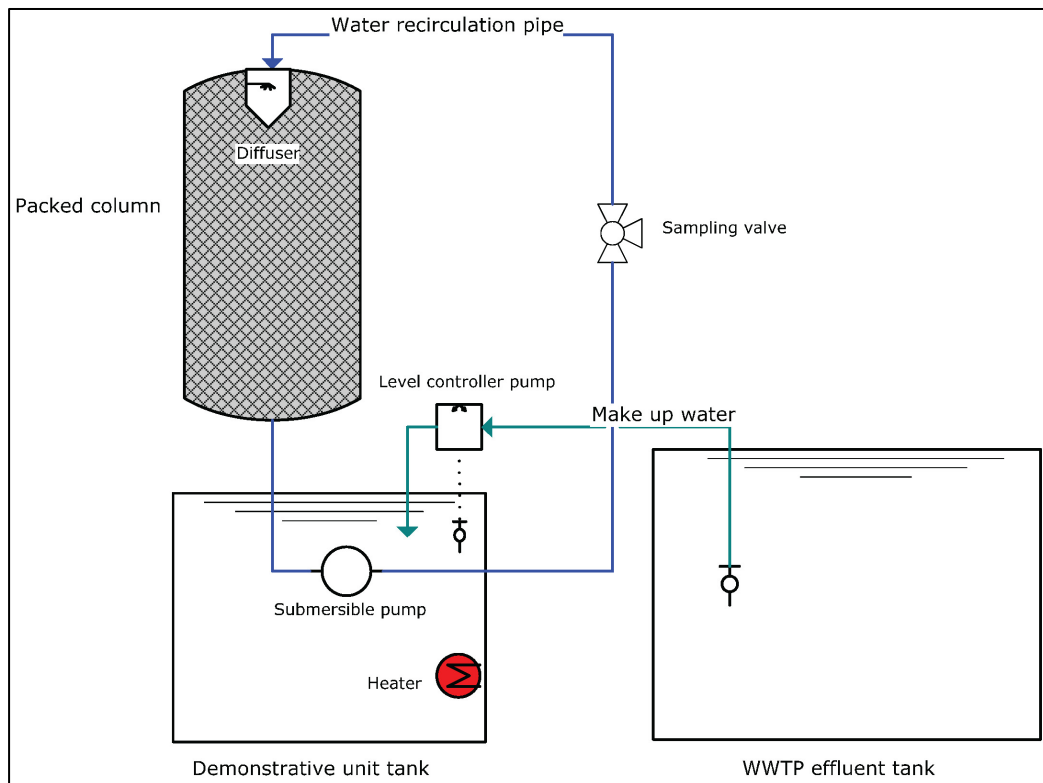 Water recirculation pipe
Diffuser
Packed column
Sampling valve
Level controller pump
Make up water
Submersible pump
Heater
Demonstrative unit tank
WWTP effluent tank